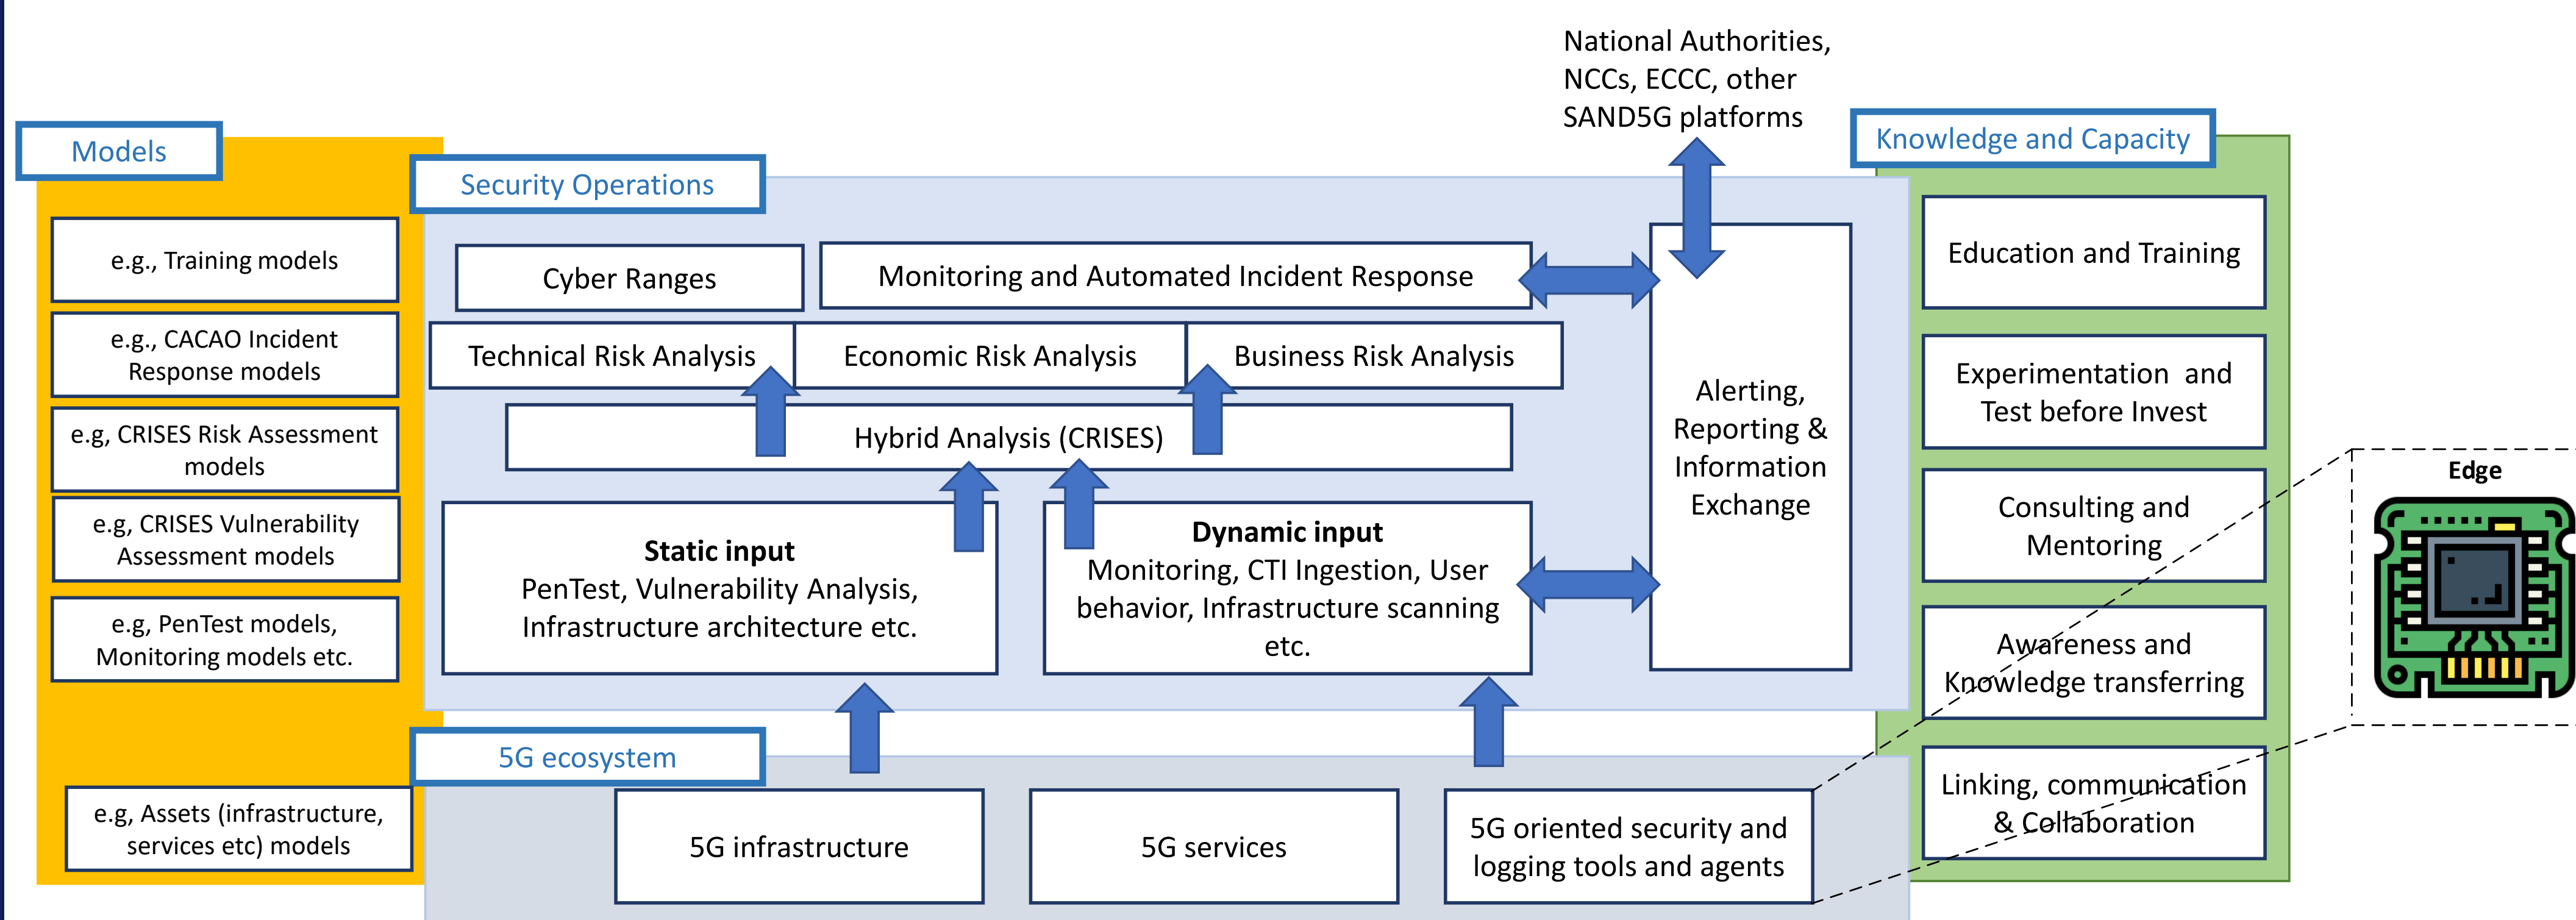 National Authorities,
NCCs, ECCC, other
SAND5G platforms
Models
e.g., Training models
e.g., CACAO Incident
Response models
e.g, CRISES Risk Assessment
models
e.g, CRISES Vulnerability
Assessment models
e.g, PenTest models,
Monitoring models etc.
e.g, Assets (infrastructure,
services etc) models
Security Operations
Cyber Ranges
Monitoring and Automated Incident Response
Technical Risk Analysis
Economic Risk Analysis
Business Risk Analysis
Hybrid Analysis (CRISES)
Static input
PenTest, Vulnerability Analysis,
Infrastructure architecture etc.
Dynamic input
Monitoring, CTI Ingestion, User
behavior, Infrastructure scanning
etc.
Alerting,
Reporting &
Information
Exchange
5G ecosystem
5G infrastructure
5G services
5G oriented security and
logging tools and agents
Knowledge and Capacity
Education and Training
Experimentation  and
Test before Invest
Consulting and
Mentoring
Awareness and
Knowledge transferring
Linking, communication
& Collaboration
Edge